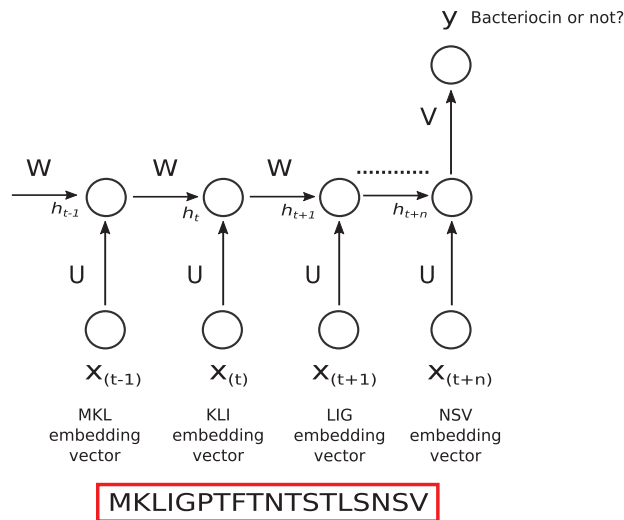 y Bacteriocin or not?
V
W W W ............
h_{t-1} h_t h_{t+1} h_{t+n}
U U U U
x_{(t-1)} x_{(t)} x_{(t+1)} x_{(t+n)}
MKL KLI LIG NSV
embedding embedding embedding embedding
vector vector vector vector
MKLIGPTFTNTSTLSNSV